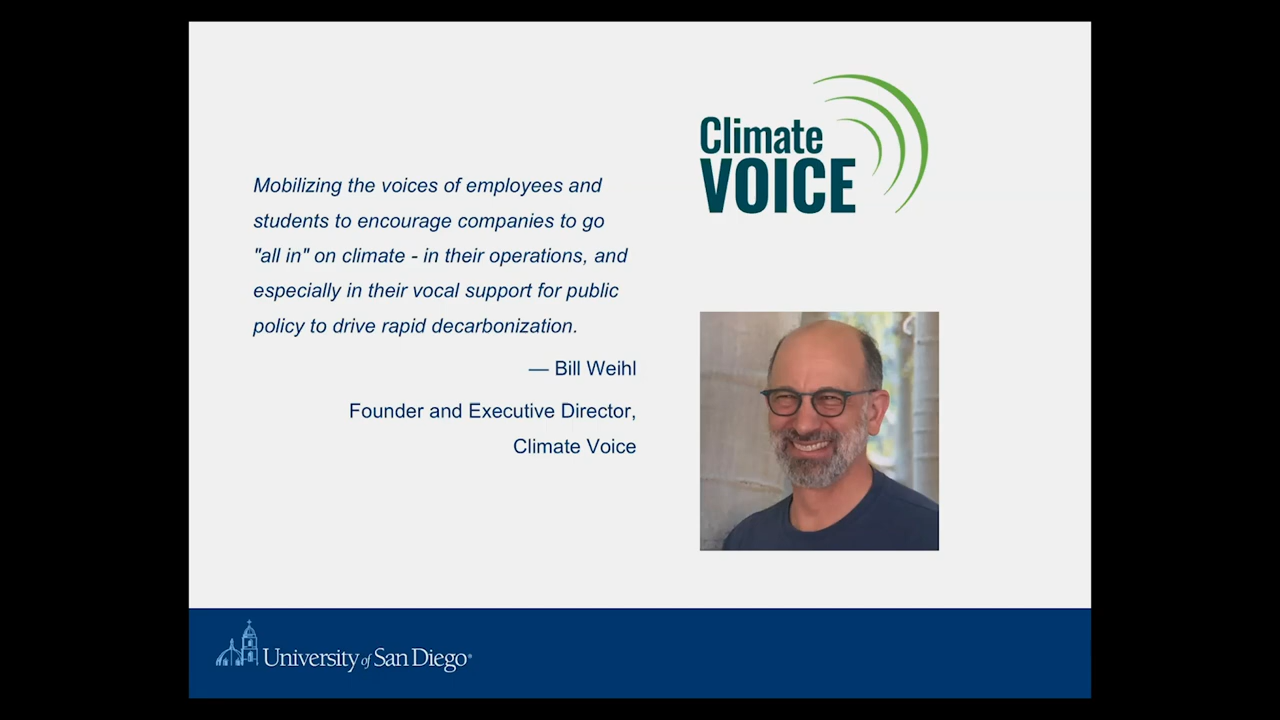 Climate
VOICE
Mobilizing the voices of employees and
students to encourage companies to go
"all in" on climate - in their operations, and
especially in their vocal support for public
policy to drive rapid decarbonization.
— Bill Weihl
Founder and Executive Director,
Climate Voice
University of San Diego